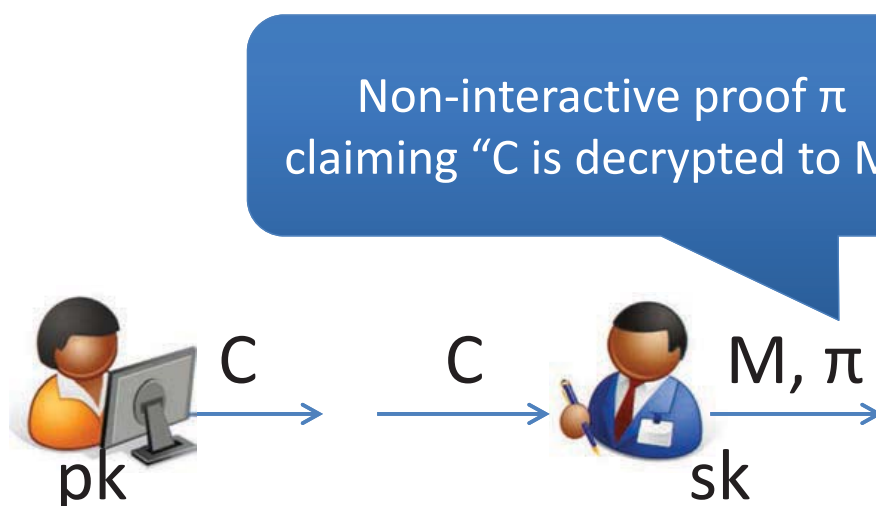 Non-interactive proof π
claiming “C is decrypted to M
C
C
M, π
pk
sk